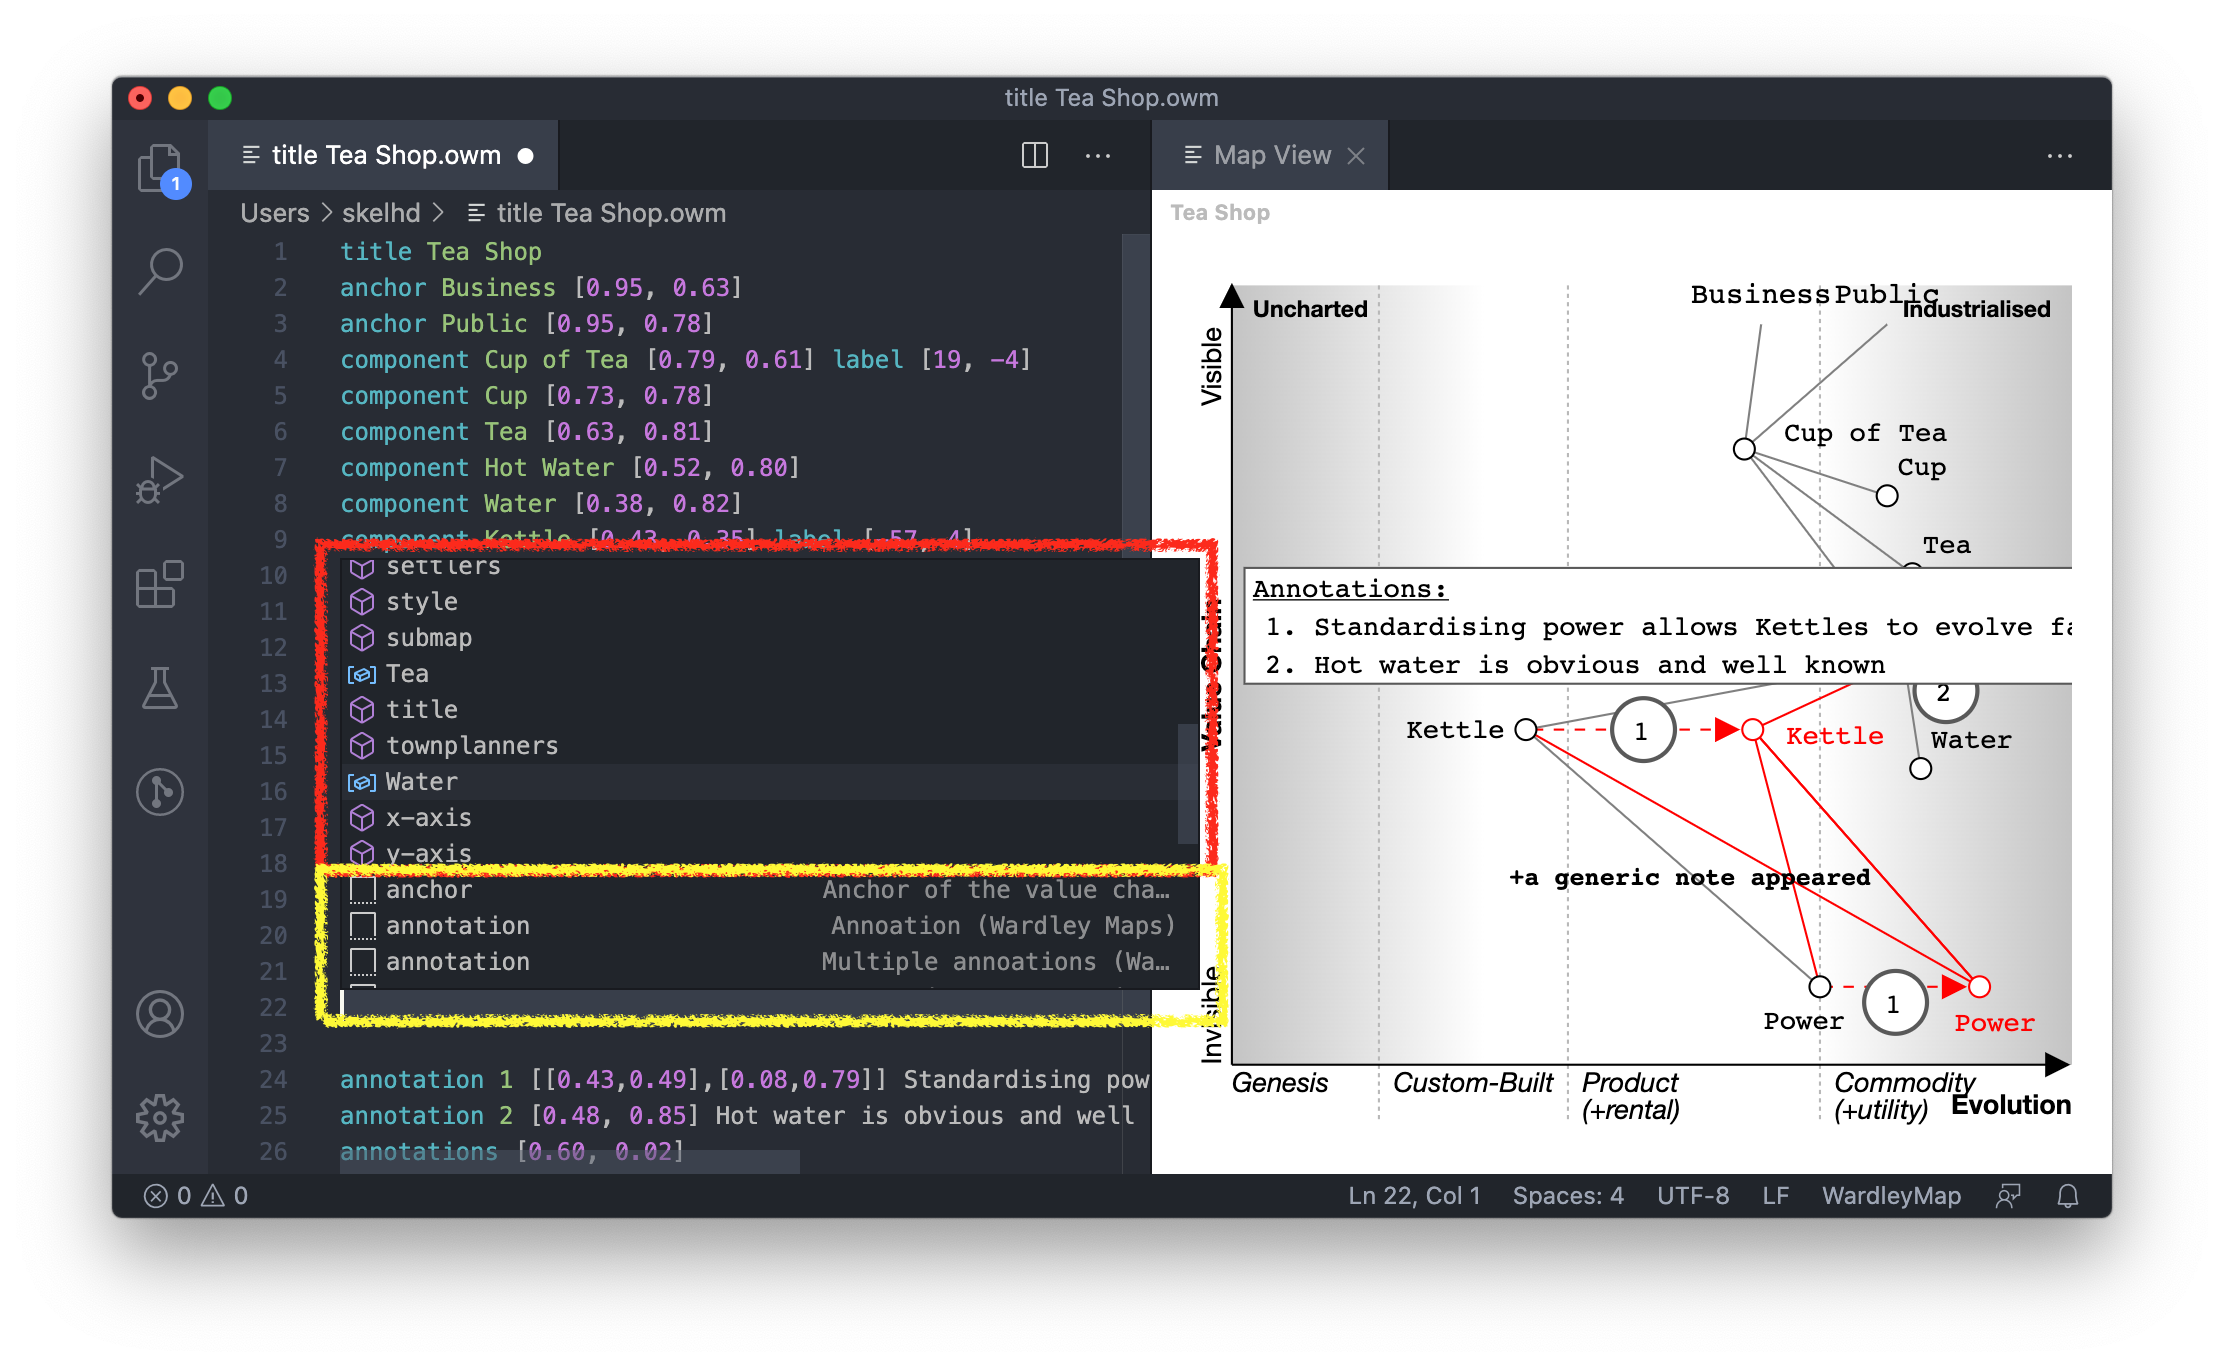 title Tea Shop.owm
title Tea Shop.owm
1
Users > skelhd > title Tea Shop.owm
1 title Tea Shop
2 anchor Business [0.95, 0.63]
3 anchor Public [0.95, 0.78]
4 component Cup of Tea [0.79, 0.61] label [19, -4]
5 component Cup [0.73, 0.78]
6 component Tea [0.63, 0.81]
7 component Hot Water [0.52, 0.80]
8 component Water [0.38, 0.82]
9 component Kettle [0.43, 0.35] label [-57, 4]
10
11
12
13
14
15
16
17
18
19
20
21
22
23
settlers
style
submap
Tea
title
townplanners
Water
x-axis
y-axis
anchor Anchor of the value cha…
annotation Annoation (Wardley Maps)
annotation Multiple annoations (Wa…
24 annotation 1 [[0.43,0.49],[0.08,0.79]] Standardising pow
25 annotation 2 [0.48, 0.85] Hot water is obvious and well
26 annotations [0.60, 0.02]
Map View
Tea Shop
Uncharted
Business
Public
Industrialised
Visible
Value Chain
Invisible
Cup of Tea
Cup
Tea
Annotations:
1. Standardising power allows Kettles to evolve fa
2. Hot water is obvious and well known
Kettle
1
Kettle
2
Water
+a generic note appeared
Power
1
Power
Genesis
Custom-Built
Product
(+rental)
Commodity
(+utility)
Evolution
0 0
Ln 22, Col 1
Spaces: 4
UTF-8
LF
WardleyMap